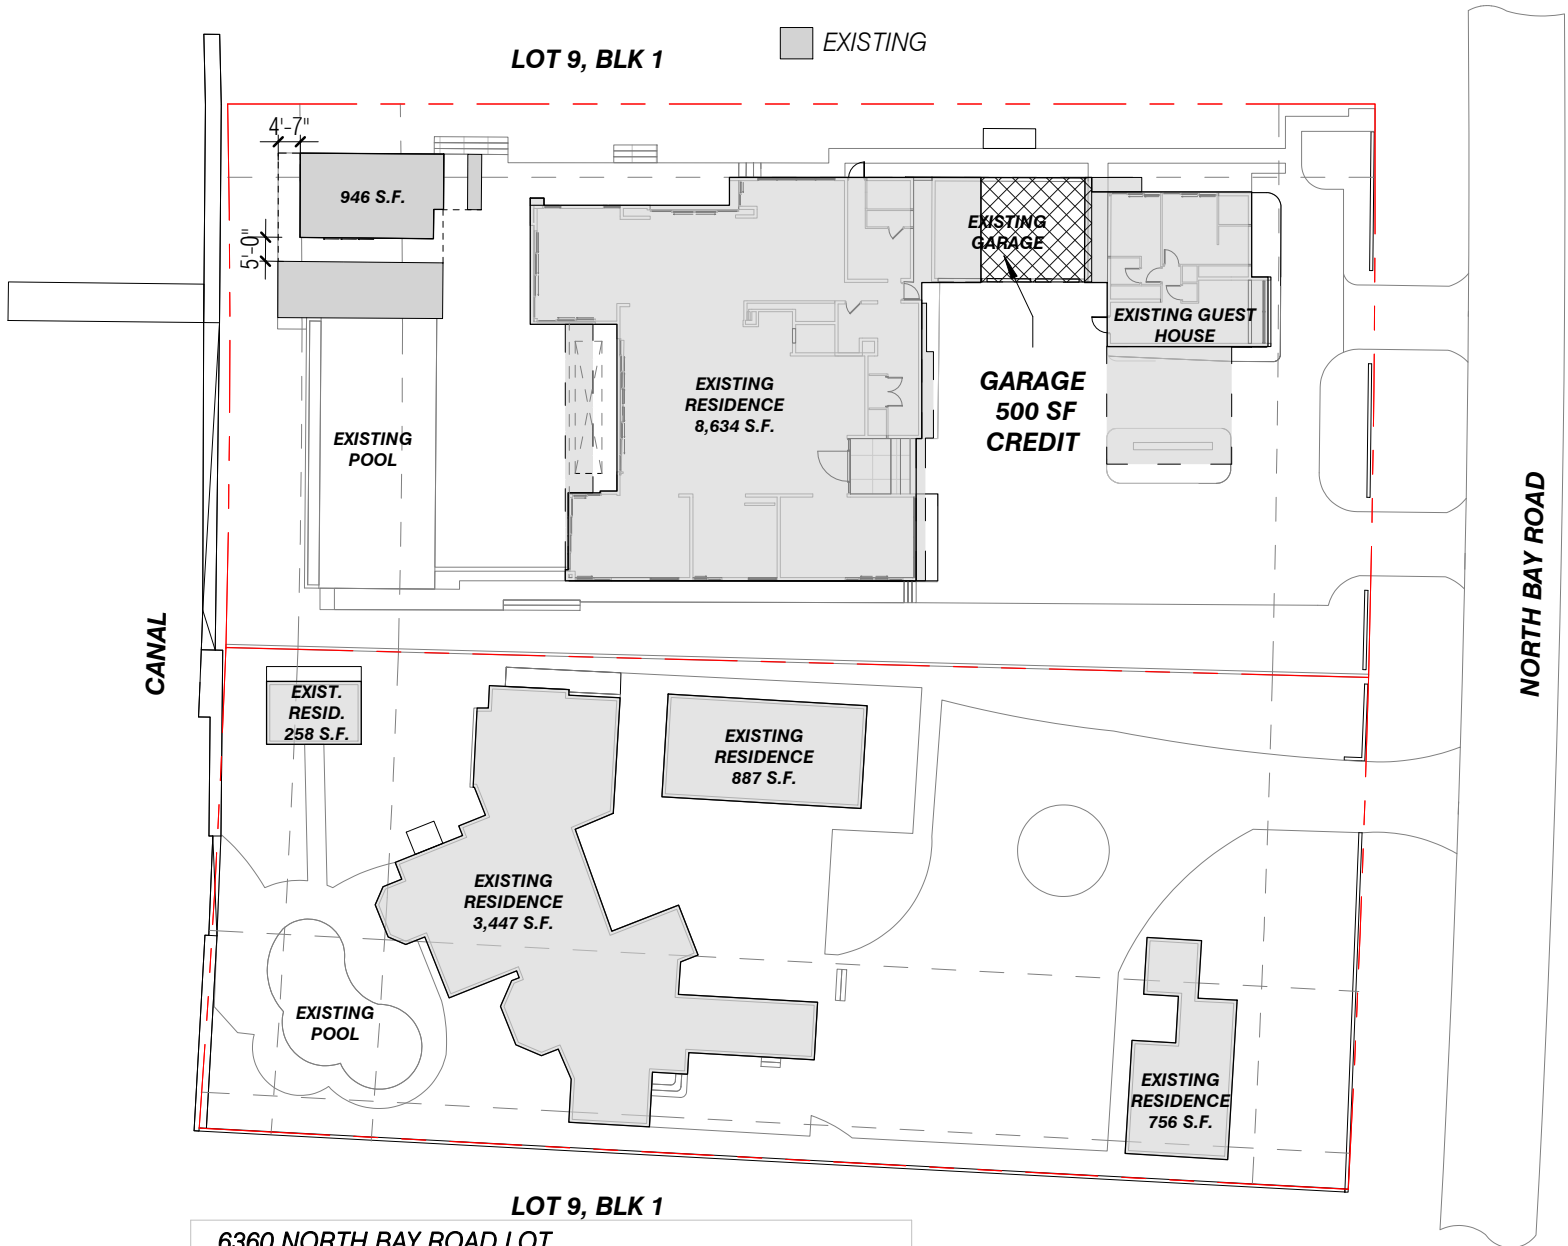 EXISTING
LOT 9, BLK 1
4'-7"
946 S.F.
5'-0"
EXISTING
GARAGE
EXISTING GUEST
HOUSE
GARAGE
500 SF
CREDIT
EXISTING
RESIDENCE
8,634 S.F.
EXISTING
POOL
NORTH BAY ROAD
CANAL
EXIST.
RESID.
258 S.F.
EXISTING
RESIDENCE
887 S.F.
EXISTING
RESIDENCE
3,447 S.F.
EXISTING
POOL
EXISTING
RESIDENCE
756 S.F.
LOT 9, BLK 1
6360 NORTH BAY ROAD LOT